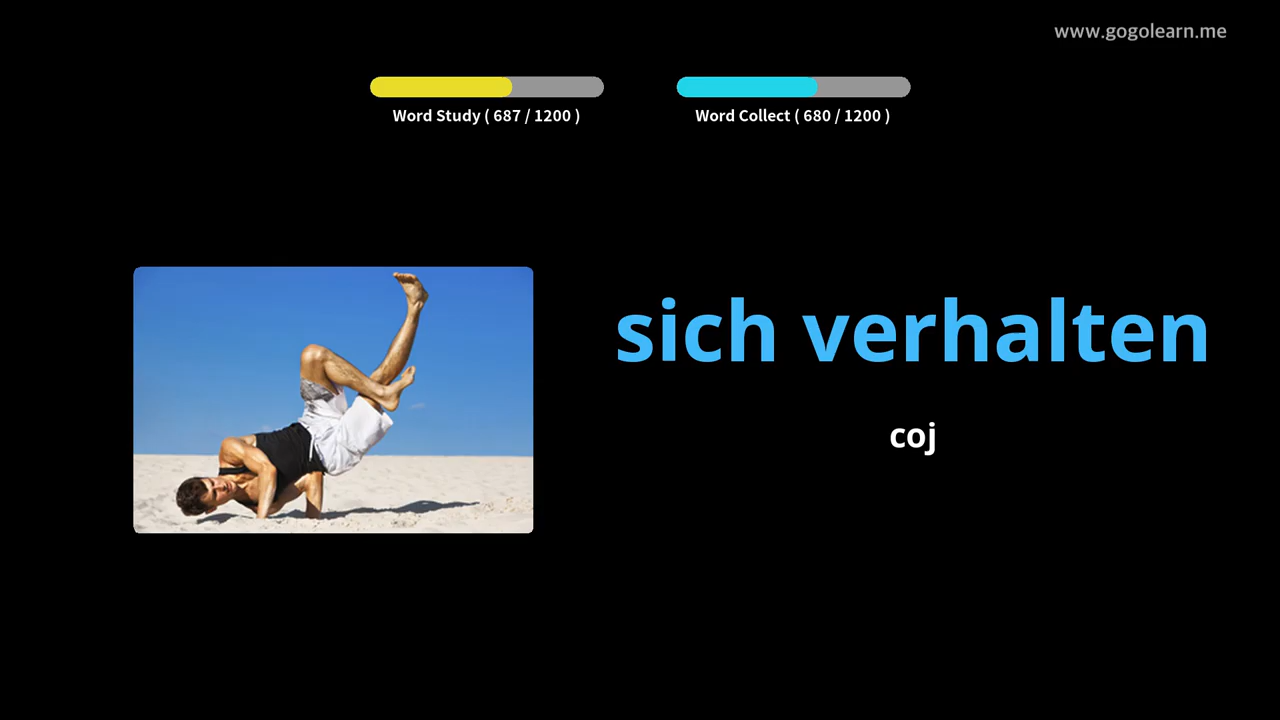 www.gogolearn.me
Word Study ( 687 / 1200 )
Word Collect ( 680 / 1200 )
sich verhalten
coj